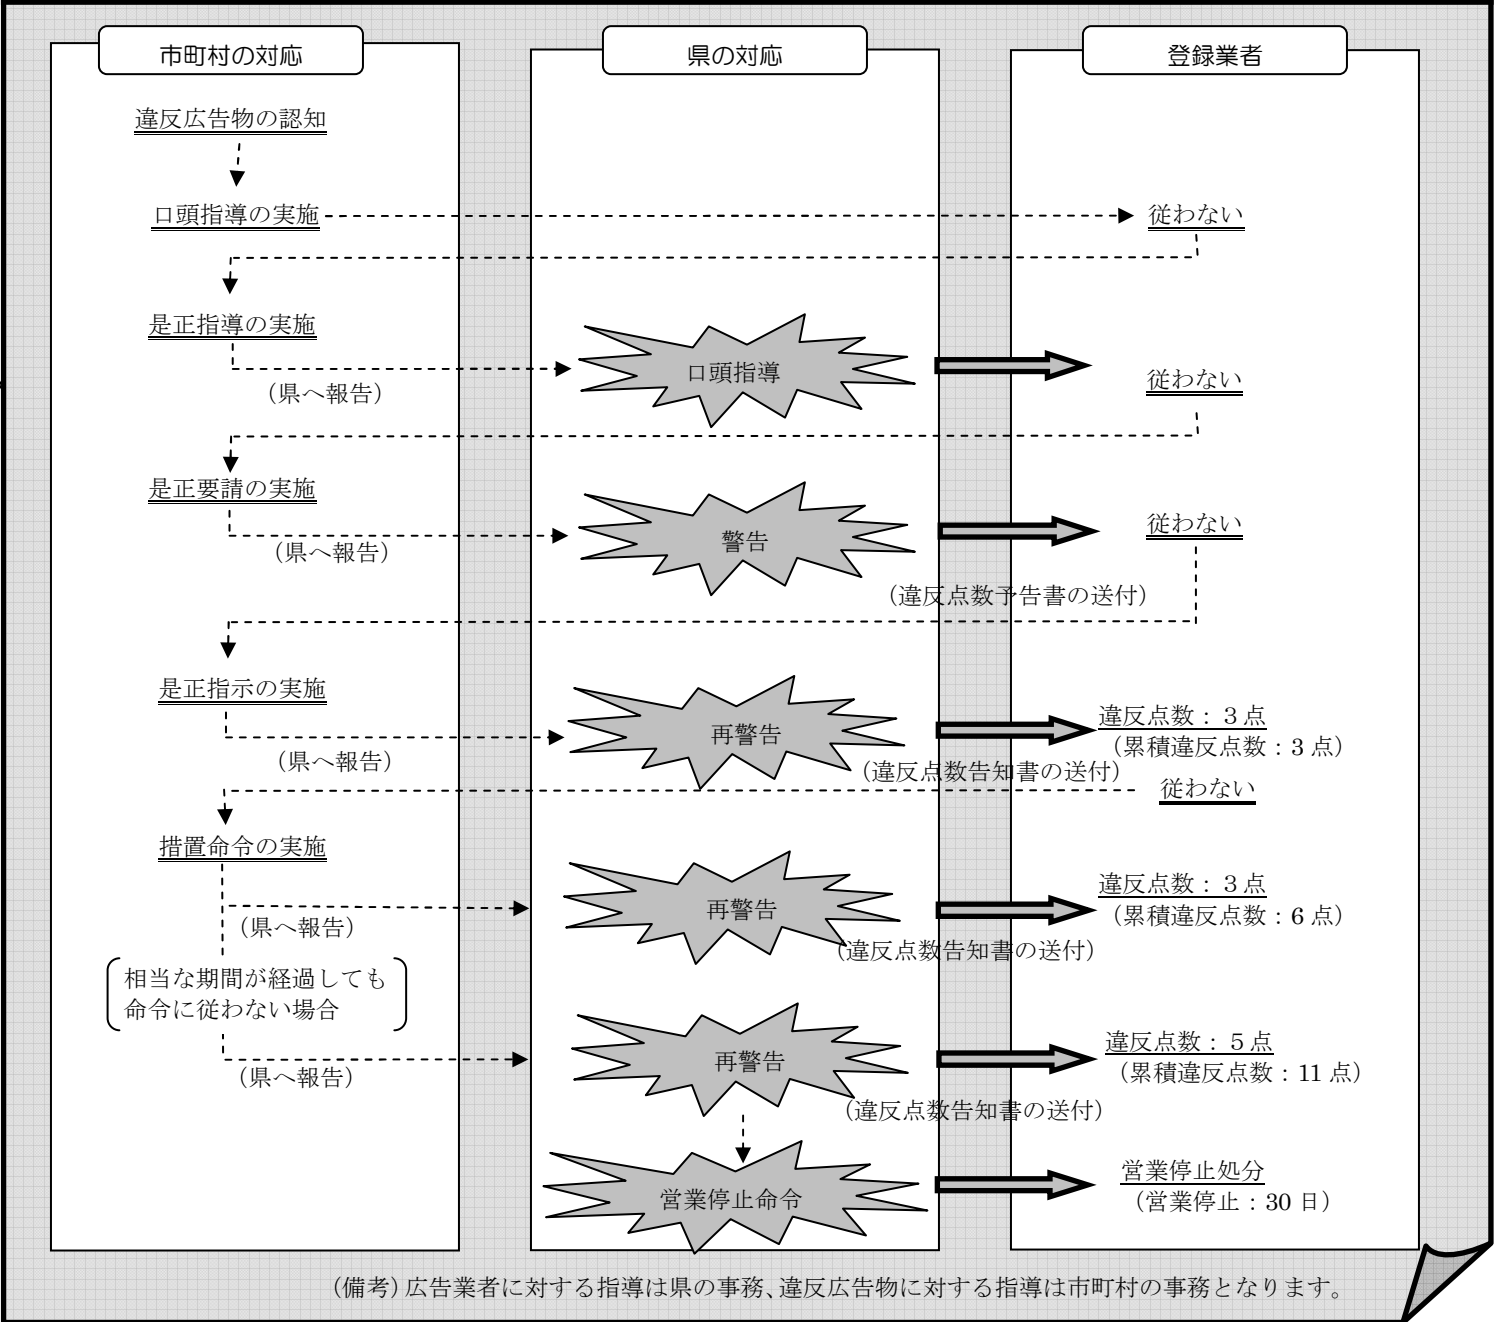 市町村の対応
県の対応
登録業者
違反広告物の認知
口頭指導の実施
従わない
是正指導の実施
（県へ報告）
口頭指導
従わない
是正要請の実施
（県へ報告）
警告
従わない
（違反点数予告書の送付）
是正指示の実施
（県へ報告）
再警告
違反点数：３点
（累積違反点数：3 点）
（違反点数告知書の送付）
従わない
措置命令の実施
（県へ報告）
再警告
違反点数：３点
（累積違反点数：6 点）
（違反点数告知書の送付）
相当な期間が経過しても
命令に従わない場合
（県へ報告）
再警告
違反点数：５点
（累積違反点数：11 点）
（違反点数告知書の送付）
営業停止命令
営業停止処分
（営業停止：30 日）
（備考）広告業者に対する指導は県の事務、違反広告物に対する指導は市町村の事務となります。